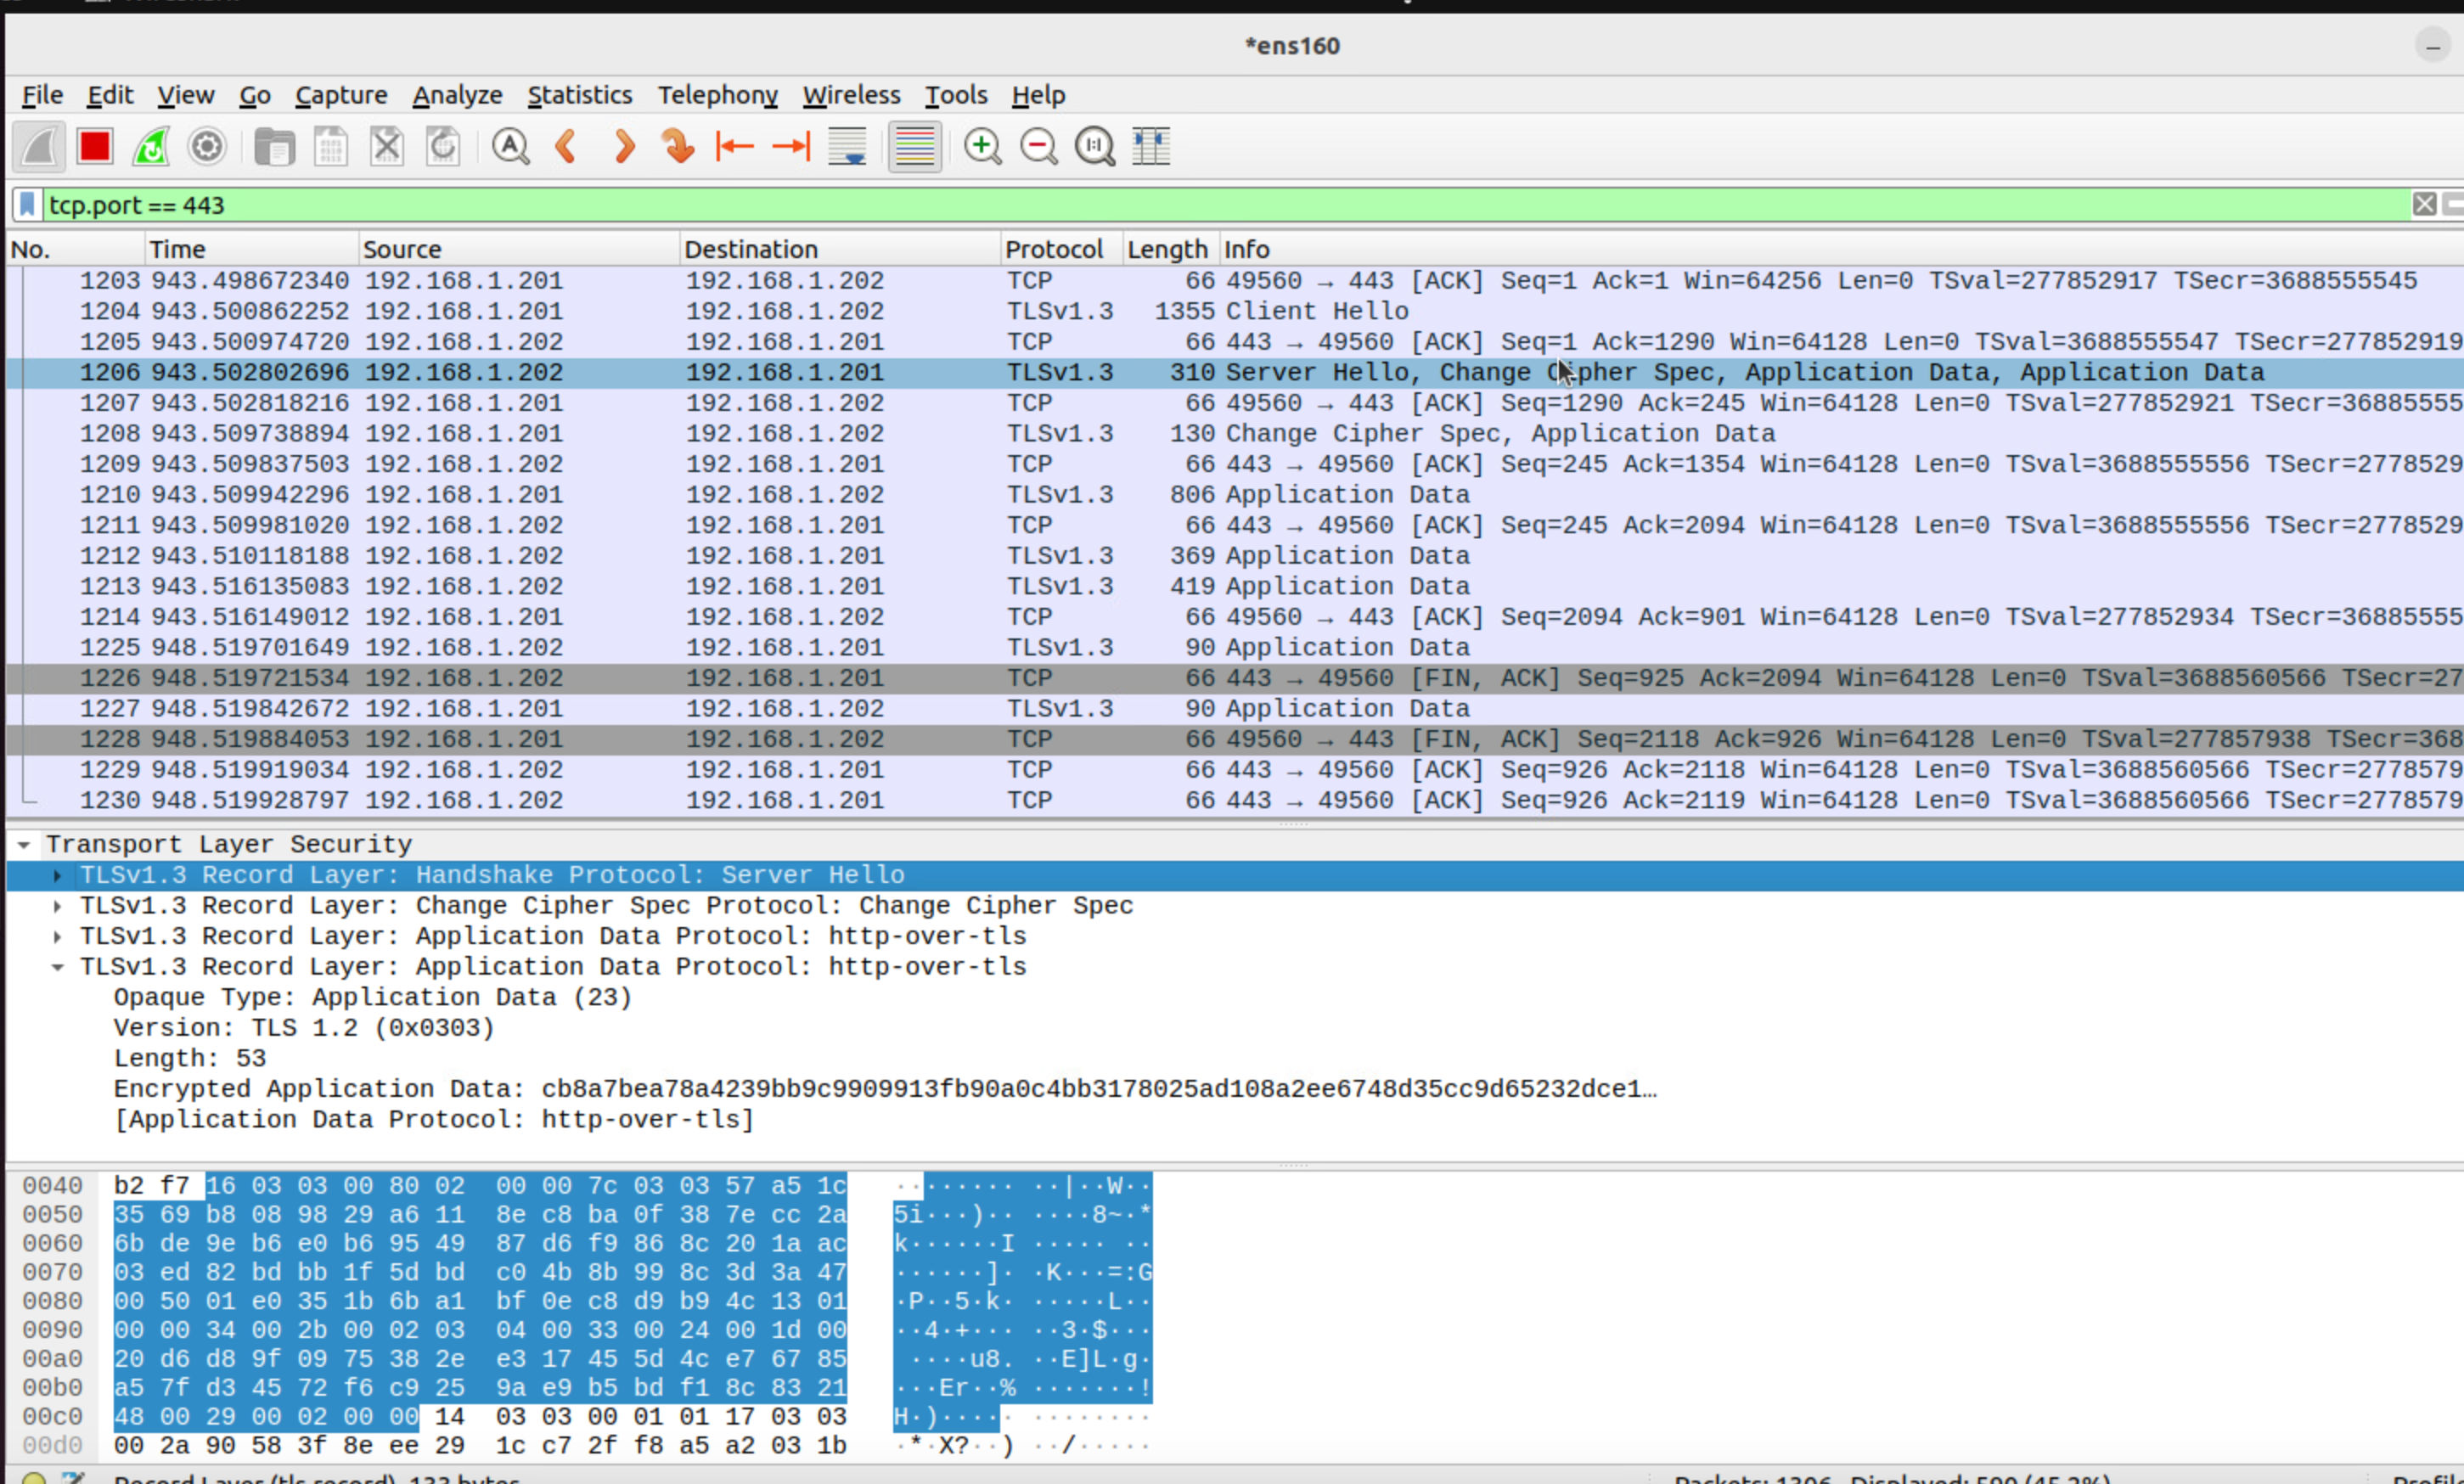 *ens160
File Edit View Go Capture Analyze Statistics Telephony Wireless Tools Help
tcp.port == 443
No. Time Source Destination Protocol Length Info
1203 943.498672340 192.168.1.201 192.168.1.202 TCP 66 49560 → 443 [ACK] Seq=1 Ack=1 Win=64256 Len=0 TSval=277852917 TSecr=3688555545
1204 943.500862252 192.168.1.201 192.168.1.202 TLSv1.3 1355 Client Hello
1205 943.500974720 192.168.1.202 192.168.1.201 TCP 66 443 → 49560 [ACK] Seq=1 Ack=1290 Win=64128 Len=0 TSval=3688555547 TSecr=277852919
1206 943.502802696 192.168.1.202 192.168.1.201 TLSv1.3 310 Server Hello, Change Cipher Spec, Application Data, Application Data
1207 943.502818216 192.168.1.201 192.168.1.202 TCP 66 49560 → 443 [ACK] Seq=1290 Ack=245 Win=64128 Len=0 TSval=277852921 TSecr=36885555
1208 943.509738894 192.168.1.201 192.168.1.202 TLSv1.3 130 Change Cipher Spec, Application Data
1209 943.509837503 192.168.1.202 192.168.1.201 TCP 66 443 → 49560 [ACK] Seq=245 Ack=1354 Win=64128 Len=0 TSval=3688555556 TSecr=2778529
1210 943.509942296 192.168.1.201 192.168.1.202 TLSv1.3 806 Application Data
1211 943.509981020 192.168.1.202 192.168.1.201 TCP 66 443 → 49560 [ACK] Seq=245 Ack=2094 Win=64128 Len=0 TSval=3688555556 TSecr=2778529
1212 943.510118188 192.168.1.202 192.168.1.201 TLSv1.3 369 Application Data
1213 943.516135083 192.168.1.202 192.168.1.201 TLSv1.3 419 Application Data
1214 943.516149012 192.168.1.201 192.168.1.202 TCP 66 49560 → 443 [ACK] Seq=2094 Ack=901 Win=64128 Len=0 TSval=277852934 TSecr=36885555
1225 948.519701649 192.168.1.202 192.168.1.201 TLSv1.3 90 Application Data
1226 948.519721534 192.168.1.202 192.168.1.201 TCP 66 443 → 49560 [FIN, ACK] Seq=925 Ack=2094 Win=64128 Len=0 TSval=3688560566 TSecr=27
1227 948.519842672 192.168.1.201 192.168.1.202 TLSv1.3 90 Application Data
1228 948.519884053 192.168.1.201 192.168.1.202 TCP 66 49560 → 443 [FIN, ACK] Seq=2118 Ack=926 Win=64128 Len=0 TSval=277857938 TSecr=368
1229 948.519919034 192.168.1.202 192.168.1.201 TCP 66 443 → 49560 [ACK] Seq=926 Ack=2118 Win=64128 Len=0 TSval=3688560566 TSecr=2778579
1230 948.519928797 192.168.1.202 192.168.1.201 TCP 66 443 → 49560 [ACK] Seq=926 Ack=2119 Win=64128 Len=0 TSval=3688560566 TSecr=2778579
Transport Layer Security
TLSv1.3 Record Layer: Handshake Protocol: Server Hello
TLSv1.3 Record Layer: Change Cipher Spec Protocol: Change Cipher Spec
TLSv1.3 Record Layer: Application Data Protocol: http-over-tls
TLSv1.3 Record Layer: Application Data Protocol: http-over-tls
Opaque Type: Application Data (23)
Version: TLS 1.2 (0x0303)
Length: 53
Encrypted Application Data: cb8a7bea78a4239bb9c9909913fb90a0c4bb3178025ad108a2ee6748d35cc9d65232dce1…
[Application Data Protocol: http-over-tls]
0040 b2 f7 16 03 03 00 80 02 00 00 7c 03 03 57 a5 1c ········ ··|··W··
0050 35 69 b8 08 98 29 a6 11 8e c8 ba 0f 38 7e cc 2a 5i···)·· ····8~·*
0060 6b de 9e b6 e0 b6 95 49 87 d6 f9 86 8c 20 1a ac k······I ····· ··
0070 03 ed 82 bd bb 1f 5d bd c0 4b 8b 99 8c 3d 3a 47 ······]· ·K···=:G
0080 00 50 01 e0 35 1b 6b a1 bf 0e c8 d9 b9 4c 13 01 ·P··5·k· ·····L··
0090 00 00 34 00 2b 00 02 03 04 00 33 00 24 00 1d 00 ··4·+··· ··3·$···
00a0 20 d6 d8 9f 09 75 38 2e e3 17 45 5d 4c e7 67 85 ····u8. ··E]L·g·
00b0 a5 7f d3 45 72 f6 c9 25 9a e9 b5 bd f1 8c 83 21 ···Er··% ·······!
00c0 48 00 29 00 02 00 00 14 03 03 00 01 01 17 03 03 H·)····· ········
00d0 00 2a 90 58 3f 8e ee 29 1c c7 2f f8 a5 a2 03 1b ·*·X?··) ··/·····
Record Layer (tls.record), 133 bytes Packets: 1306 · Displayed: 590 (45.2%)